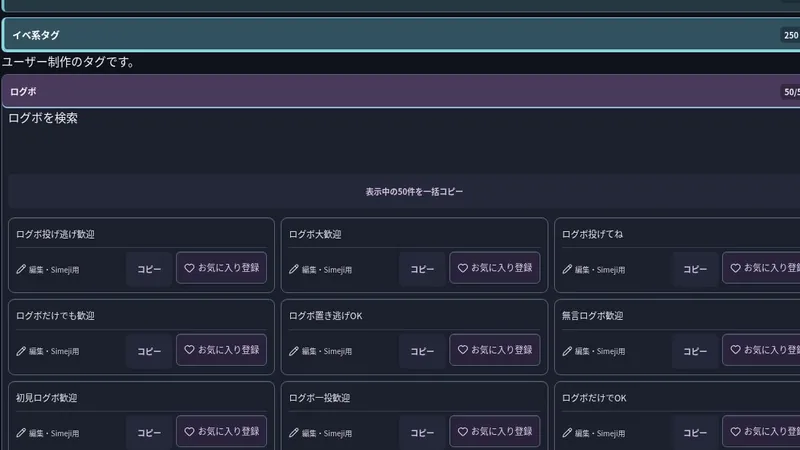 イベ系タグ 250
ユーザー制作のタグです。
ログボ 50/5
ログボを検索
表示中の50件を一括コピー
ログボ投げ逃げ歓迎 ログボ大歓迎 ログボ投げてね
編集・Simeji用 コピー お気に入り登録 編集・Simeji用 コピー お気に入り登録 編集・Simeji用 コピー お気に入り登録
ログボだけでも歓迎 ログボ置き逃げOK 無言ログボ歓迎
編集・Simeji用 コピー お気に入り登録 編集・Simeji用 コピー お気に入り登録 編集・Simeji用 コピー お気に入り登録
初見ログボ歓迎 ログボ一投歓迎 ログボだけでOK
編集・Simeji用 コピー お気に入り登録 編集・Simeji用 コピー お気に入り登録 編集・Simeji用 コピー お気に入り登録